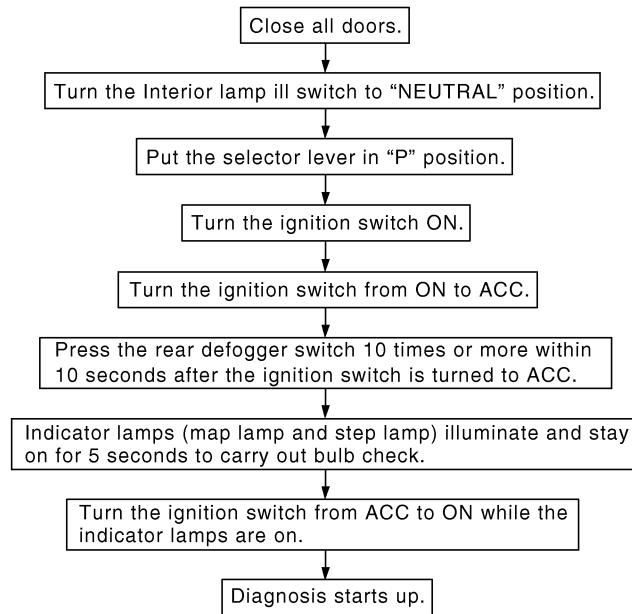 Close all doors.
Turn the Interior lamp ill switch to “NEUTRAL” position.
Put the selector lever in “P” position.
Turn the ignition switch ON.
Turn the ignition switch from ON to ACC.
Press the rear defogger switch 10 times or more within
10 seconds after the ignition switch is turned to ACC.
Indicator lamps (map lamp and step lamp) illuminate and stay
on for 5 seconds to carry out bulb check.
Turn the ignition switch from ACC to ON while the
indicator lamps are on.
Diagnosis starts up.